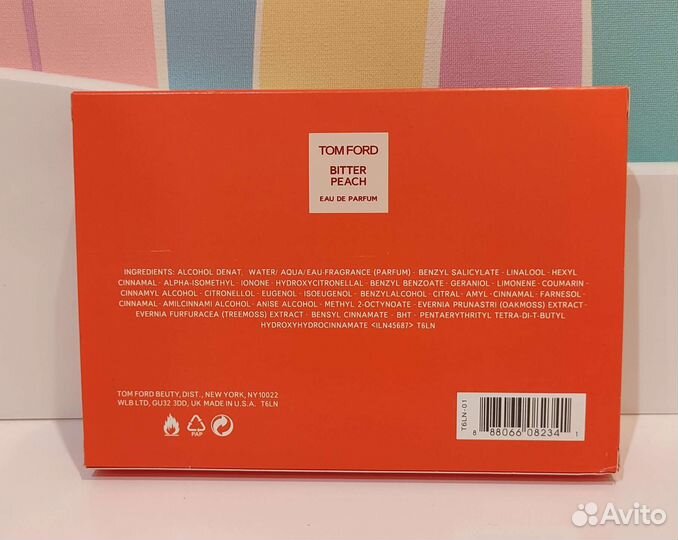 TOM FORD
BITTER
PEACH
EAU DE PARFUM
INGREDIENTS: ALCOHOL DENAT. WATER/ AQUA/EAU-FRAGRANCE (PARFUM) - BENZYL SALICYLATE - LINALOOL - HEXYL
CINNAMAL - ALPHA-ISOMETHYL - IONONE - HYDROXYCITRONELLAL - BENZYL BENZOATE - GERANIOL - LIMONENE - COUMARIN -
CINNAMYL ALCOHOL - CITRONELLOL - EUGENOL - ISOEUGENOL - BENZYLALCOHOL - CITRAL - AMYL - CINNAMAL - FARNESOL -
CINNAMAL - AMILCINNAMI ALCOHOL - ANISE ALCOHOL - METHYL 2-OCTYNOATE - EVERNIA PRUNASTRI (OAKMOSS) EXTRACT -
EVERNIA FURFURACEA (TREEMOSS) EXTRACT - BENSYL CINNAMATE - BHT - PENTAERYTHRITYL TETRA-DI-T-BUTYL
HYDROXYHYDROCINNAMATE <ILN45687> T6LN
TOM FORD BEUTY, DIST., NEW YORK, NY10022
WLB LTD, GU32 3DD, UK MADE IN U.S.A. T6LN
PAP
T6LN-01
8 88066 08234 1
Avito